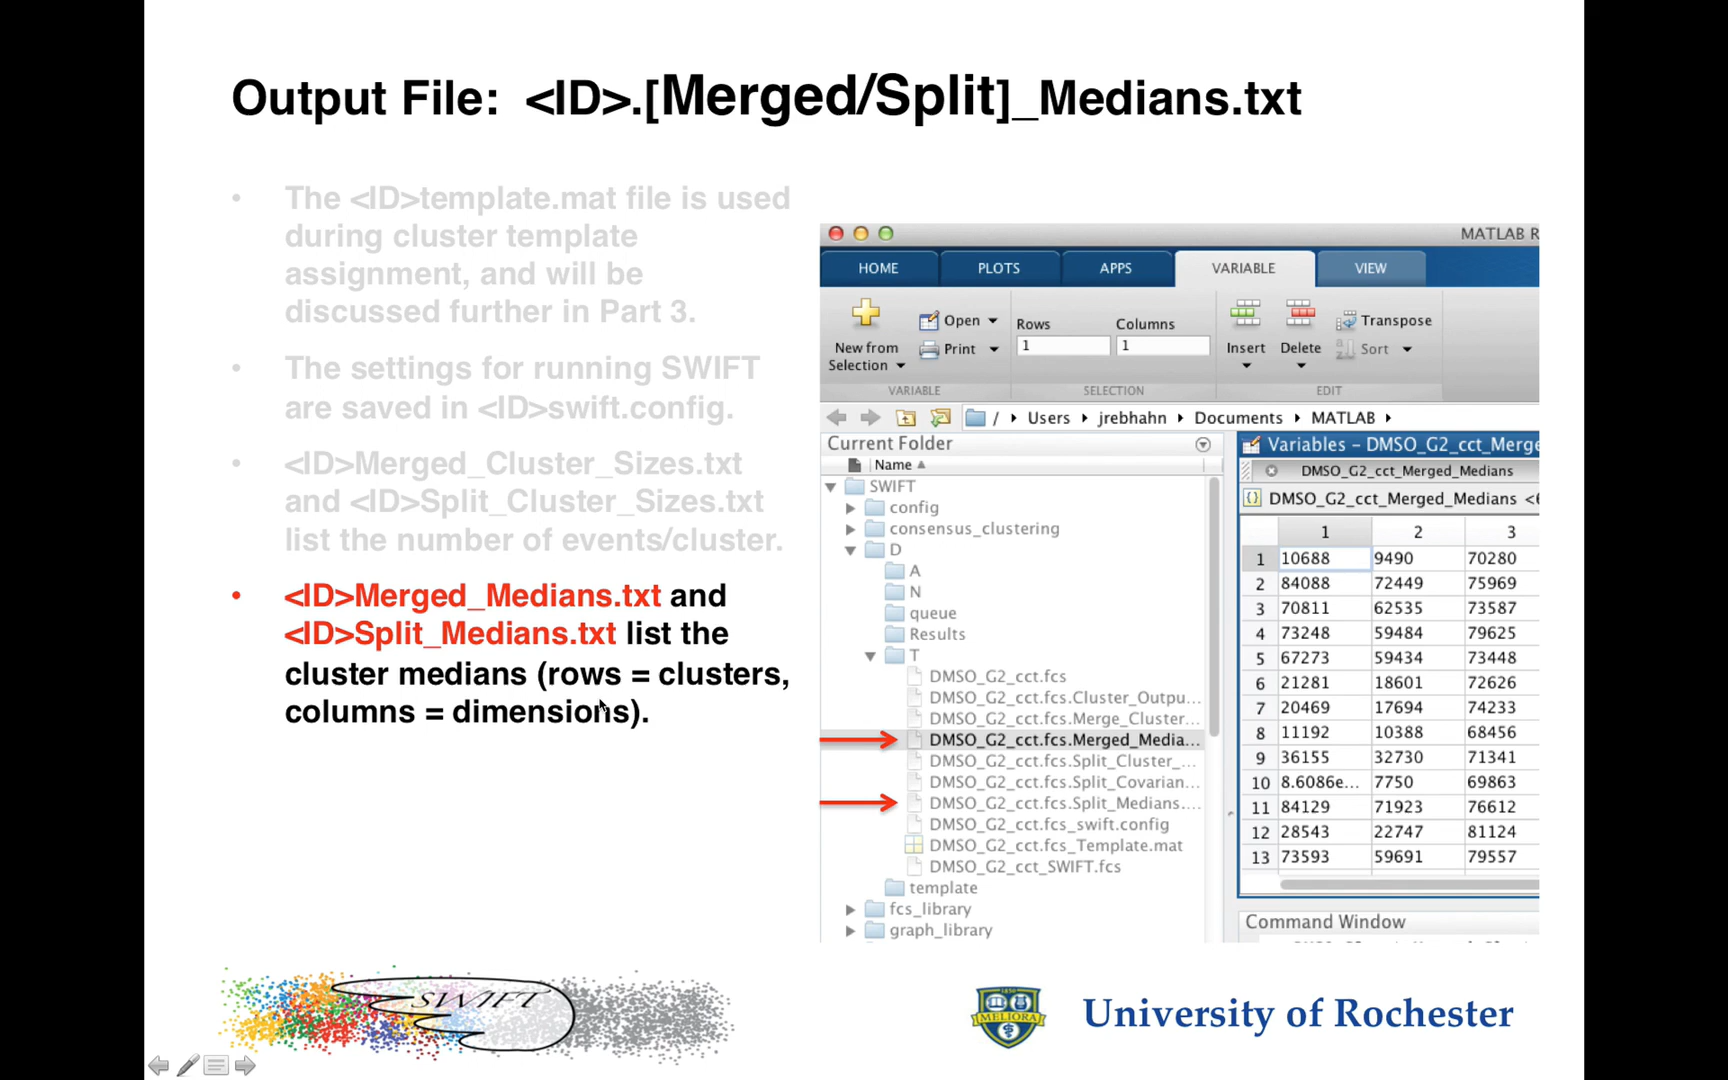 Output File: <ID>.[Merged/Split]_Medians.txt
• The <ID>template.mat file is used
during cluster template
assignment, and will be
discussed further in Part 3.
• The settings for running SWIFT
are saved in <ID>swift.config.
• <ID>Merged_Cluster_Sizes.txt
and <ID>Split_Cluster_Sizes.txt
list the number of events/cluster.
• <ID>Merged_Medians.txt and
<ID>Split_Medians.txt list the
cluster medians (rows = clusters,
columns = dimensions).
MATLAB R
HOME PLOTS APPS VARIABLE VIEW
New from
Selection
Open
Print
Rows Columns
1 1
Insert Delete
Transpose
Sort
VARIABLE SELECTION EDIT
/ Users jrebhahn Documents MATLAB
Current Folder
Name
SWIFT
config
consensus_clustering
D
A
N
queue
Results
T
DMSO_G2_cct.fcs
DMSO_G2_cct.fcs.Cluster_Outpu...
DMSO_G2_cct.fcs.Merge_Cluster...
DMSO_G2_cct.fcs.Merged_Media...
DMSO_G2_cct.fcs.Split_Cluster_...
DMSO_G2_cct.fcs.Split_Covarian...
DMSO_G2_cct.fcs.Split_Medians....
DMSO_G2_cct.fcs_swift.config
DMSO_G2_cct.fcs_Template.mat
DMSO_G2_cct_SWIFT.fcs
template
fcs_library
graph_library
Variables – DMSO_G2_cct_Merge
DMSO_G2_cct_Merged_Medians
DMSO_G2_cct_Merged_Medians <6
1 2 3
1 10688 9490 70280
2 84088 72449 75969
3 70811 62535 73587
4 73248 59484 79625
5 67273 59434 73448
6 21281 18601 72626
7 20469 17694 74233
8 11192 10388 68456
9 36155 32730 71341
10 8.6086e... 7750 69863
11 84129 71923 76612
12 28543 22747 81124
13 73593 59691 79557
Command Window
SWIFT
MELIORA
University of Rochester